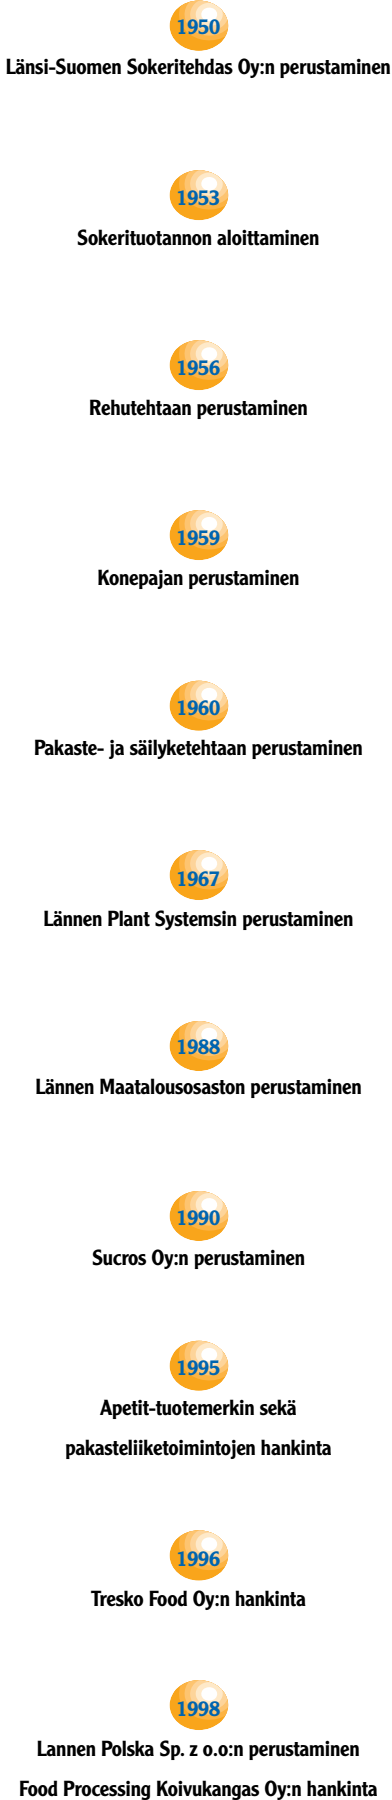 1950
Länsi-Suomen Sokeritehdas Oy:n perustaminen
1953
Sokerituotannon aloittaminen
1956
Rehutehtaan perustaminen
1959
Konepajan perustaminen
1960
Pakaste- ja säilyketehtaan perustaminen
1967
Lännen Plant Systemsin perustaminen
1988
Lännen Maatalousosaston perustaminen
1990
Sucros Oy:n perustaminen
1995
Apetit-tuotemerkin sekä
pakasteliiketoimintojen hankinta
1996
Tresko Food Oy:n hankinta
1998
Lannen Polska Sp. z o.o:n perustaminen
Food Processing Koivukangas Oy:n hankinta